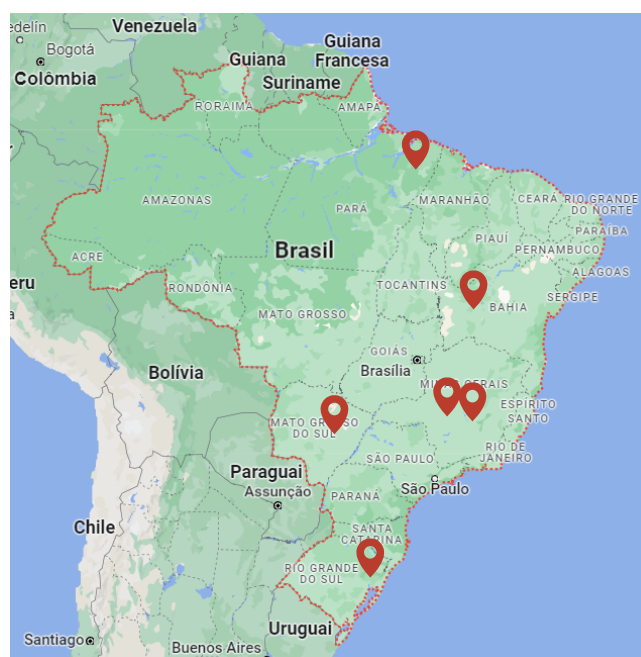 edelín
Venezuela
Bogotá
Colômbia
Guiana
Guiana
Francesa
Suriname
RORAIMA
AMAPÁ
AMAZONAS
PARÁ
MARANHÃO
CEARÁ
RIO GRANDE
DO NORTE
PARAÍBA
PIAUÍ
PERNAMBUCO
ALAGOAS
SERGIPE
Brasil
ACRE
eru
RONDÔNIA
TOCANTINS
MATO GROSSO
BAHIA
a
GOIÁS
Brasília
Bolívia
MINAS GERAIS
ESPÍRITO
SANTO
MATO GROSSO
DO SUL
RIO DE
JANEIRO
SÃO PAULO
Paraguai
Assunção
São Paulo
PARANÁ
Chile
SANTA
CATARINA
RIO GRANDE
DO SUL
Uruguai
Santiago
Buenos Aires